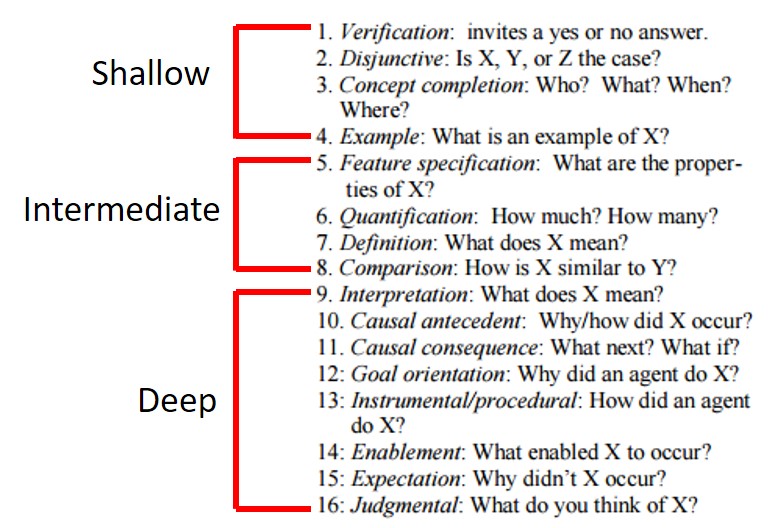 Shallow
1. Verification: invites a yes or no answer.
2. Disjunctive: Is X, Y, or Z the case?
3. Concept completion: Who? What? When?
Where?
4. Example: What is an example of X?
Intermediate
5. Feature specification: What are the proper-
ties of X?
6. Quantification: How much? How many?
7. Definition: What does X mean?
8. Comparison: How is X similar to Y?
Deep
9. Interpretation: What does X mean?
10. Causal antecedent: Why/how did X occur?
11. Causal consequence: What next? What if?
12: Goal orientation: Why did an agent do X?
13: Instrumental/procedural: How did an agent
do X?
14: Enablement: What enabled X to occur?
15: Expectation: Why didn't X occur?
16: Judgmental: What do you think of X?